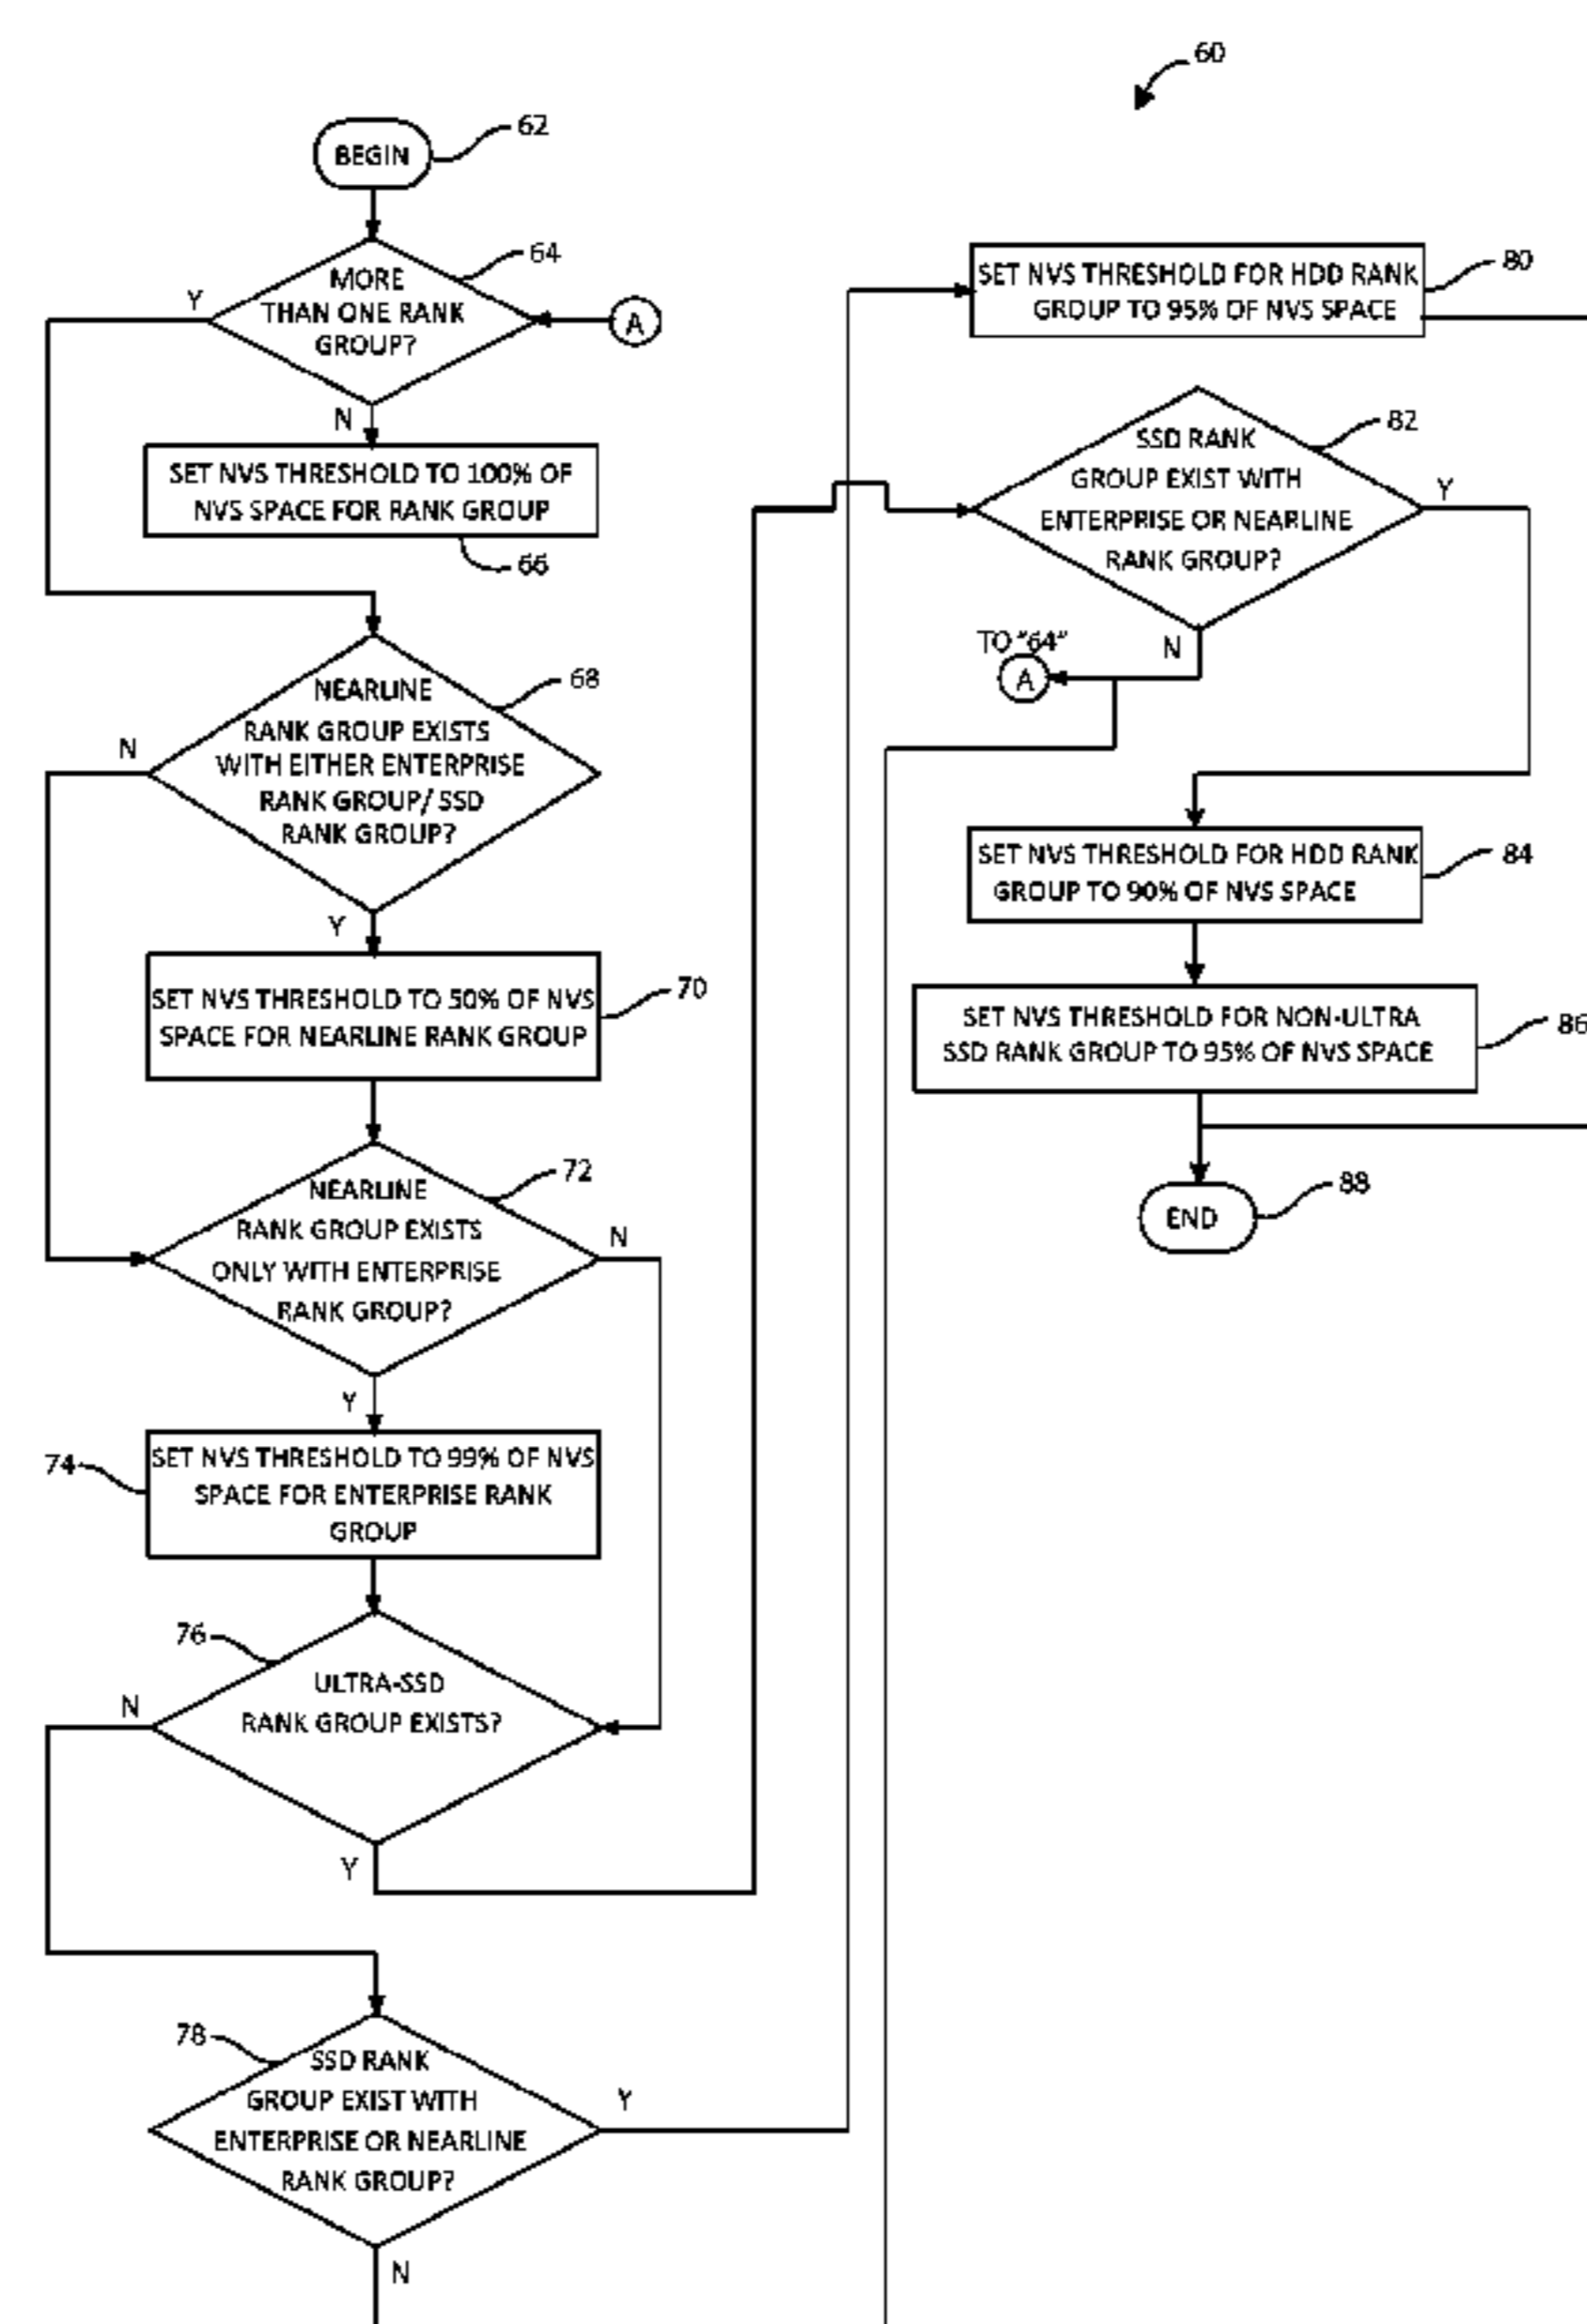 60
BEGIN
62
MORE
THAN ONE RANK
GROUP?
64
Y
A
N
SET NVS THRESHOLD TO 100% OF
NVS SPACE FOR RANK GROUP
66
NEARLINE
RANK GROUP EXISTS
WITH EITHER ENTERPRISE
RANK GROUP/ SSD
RANK GROUP?
68
N
Y
SET NVS THRESHOLD TO 50% OF NVS
SPACE FOR NEARLINE RANK GROUP
70
NEARLINE
RANK GROUP EXISTS
ONLY WITH ENTERPRISE
RANK GROUP?
72
N
Y
74
SET NVS THRESHOLD TO 99% OF NVS
SPACE FOR ENTERPRISE RANK
GROUP
76
ULTRA-SSD
RANK GROUP EXISTS?
N
Y
78
SSD RANK
GROUP EXIST WITH
ENTERPRISE OR NEARLINE
RANK GROUP?
Y
N
SET NVS THRESHOLD FOR HDD RANK
GROUP TO 95% OF NVS SPACE
80
SSD RANK
GROUP EXIST WITH
ENTERPRISE OR NEARLINE
RANK GROUP?
82
Y
N
TO "64"
A
SET NVS THRESHOLD FOR HDD RANK
GROUP TO 90% OF NVS SPACE
84
SET NVS THRESHOLD FOR NON-ULTRA
SSD RANK GROUP TO 95% OF NVS SPACE
86
END
88